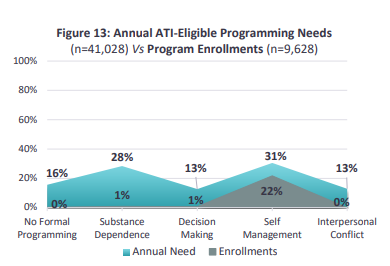 Figure 13: Annual ATI-Eligible Programming Needs
(n=41,028) Vs Program Enrollments (n=9,628)
100%
80%
60%
40%
20%
0%
16%
28%
13%
31%
13%
0%
1%
1%
22%
0%
No Formal
Programming
Substance
Dependence
Decision
Making
Self
Management
Interpersonal
Conflict
Annual Need
Enrollments